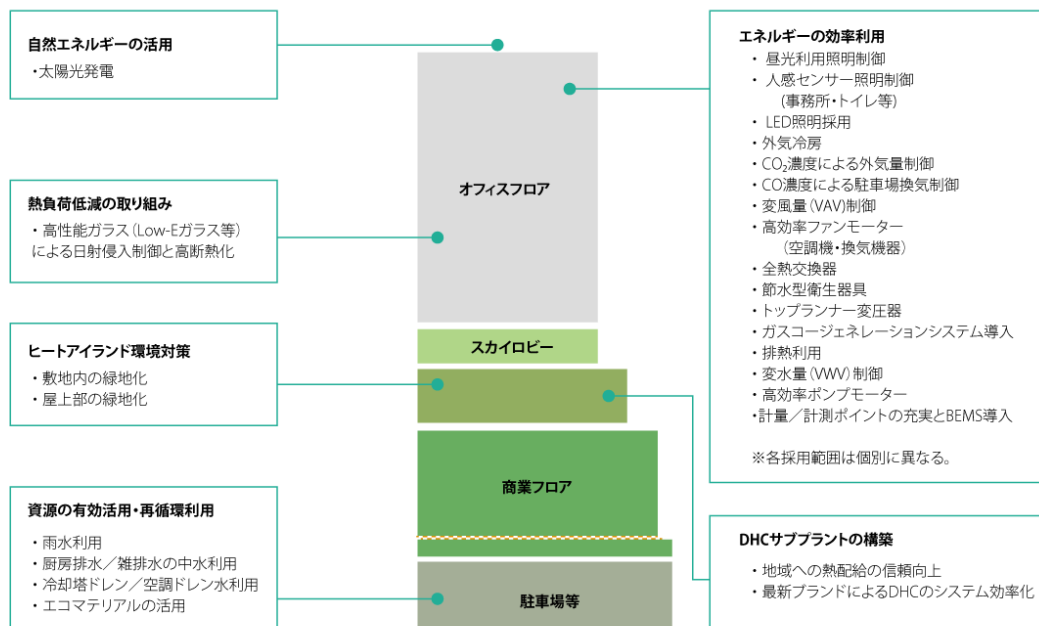 自然エネルギーの活用
・太陽光発電
熱負荷低減の取り組み
・高性能ガラス（Low-Eガラス等）
による日射侵入制御と高断熱化
ヒートアイランド環境対策
・敷地内の緑地化
・屋上部の緑地化
資源の有効活用・再循環利用
・雨水利用
・厨房排水／雑排水の中水利用
・冷却塔ドレン／空調ドレン水利用
・エコマテリアルの活用
オフィスフロア
スカイロビー
商業フロア
駐車場等
エネルギーの効率利用
・昼光利用照明制御
・人感センサー照明制御
(事務所・トイレ等)
・LED照明採用
・外気冷房
・CO₂濃度による外気量制御
・CO濃度による駐車場換気制御
・変風量(VAV)制御
・高効率ファンモーター
（空調機・換気機器）
・全熱交換器
・節水型衛生器具
・トップランナー変圧器
・ガスコージェネレーションシステム導入
・排熱利用
・変水量（VWV）制御
・高効率ポンプモーター
・計量／計測ポイントの充実とBEMS導入
※各採用範囲は個別に異なる。
DHCサブプラントの構築
・地域への熱配給の信頼向上
・最新プランドによるDHCのシステム効率化